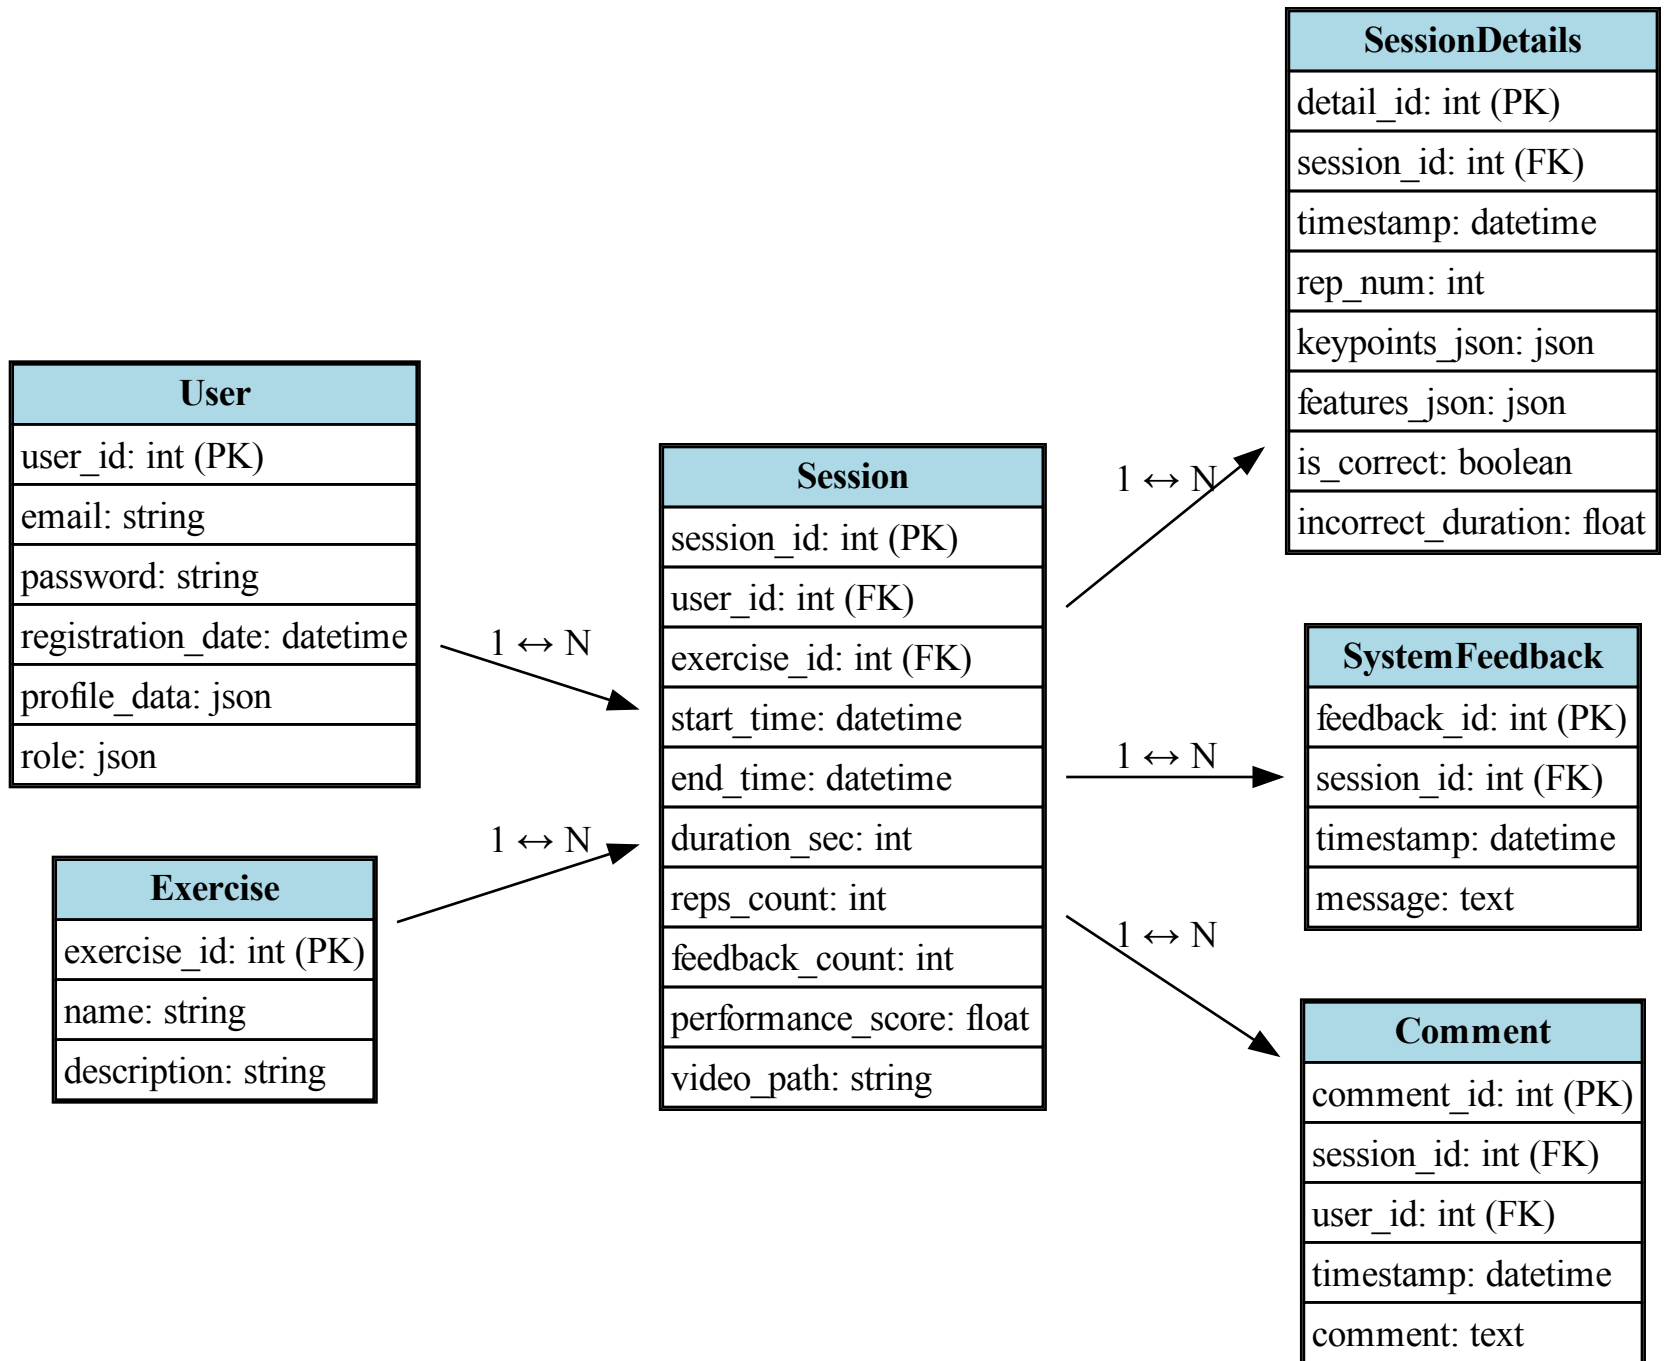 User
user_id: int (PK)
email: string
password: string
registration_date: datetime
profile_data: json
role: json
Exercise
exercise_id: int (PK)
name: string
description: string
1 ↔ N
1 ↔ N
Session
session_id: int (PK)
user_id: int (FK)
exercise_id: int (FK)
start_time: datetime
end_time: datetime
duration_sec: int
reps_count: int
feedback_count: int
performance_score: float
video_path: string
1 ↔ N
1 ↔ N
1 ↔ N
SessionDetails
detail_id: int (PK)
session_id: int (FK)
timestamp: datetime
rep_num: int
keypoints_json: json
features_json: json
is_correct: boolean
incorrect_duration: float
SystemFeedback
feedback_id: int (PK)
session_id: int (FK)
timestamp: datetime
message: text
Comment
comment_id: int (PK)
session_id: int (FK)
user_id: int (FK)
timestamp: datetime
comment: text